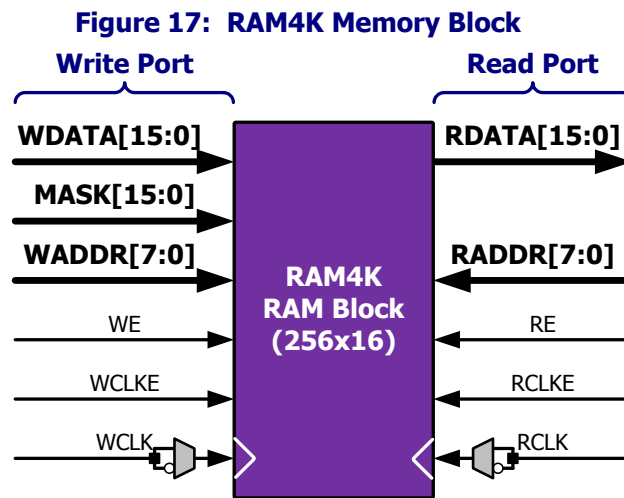 Figure 17: RAM4K Memory Block
Write Port
Read Port
WDATA[15:0]
RDATA[15:0]
MASK[15:0]
WADDR[7:0]
RADDR[7:0]
RAM4K
RAM Block
(256x16)
WE
RE
WCLKE
RCLKE
WCLK
RCLK